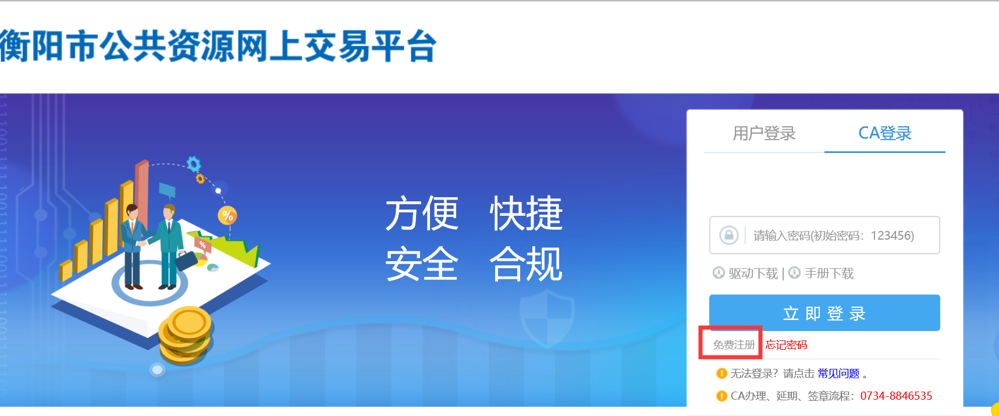 衡阳市公共资源网上交易平台
用户登录 CA登录
方便 快捷
安全 合规
%
%
请输入密码(初始密码：123456)
驱动下载 | 手册下载
立即登录
免费注册 忘记密码
无法登录？请点击 常见问题 。
CA办理、延期、签章流程：0734-8846535